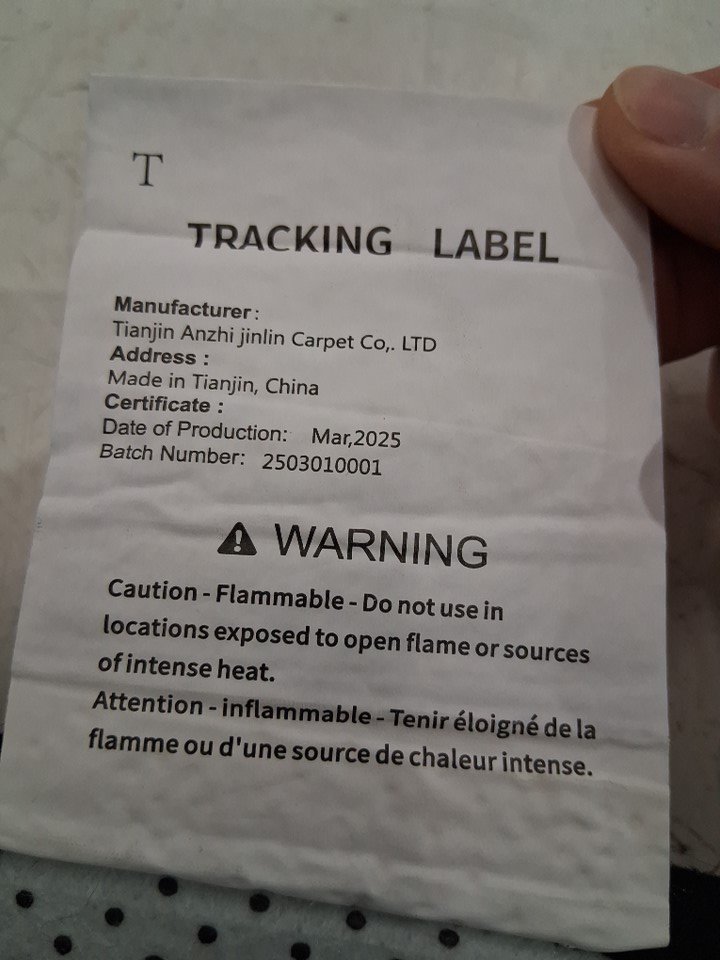 T
TRACKING LABEL
Manufacturer:
Tianjin Anzhi jinlin Carpet Co,. LTD
Address :
Made in Tianjin, China
Certificate :
Date of Production: Mar,2025
Batch Number: 2503010001
WARNING
Caution - Flammable - Do not use in
locations exposed to open flame or sources
of intense heat.
Attention - inflammable - Tenir éloigné de la
flamme ou d'une source de chaleur intense.